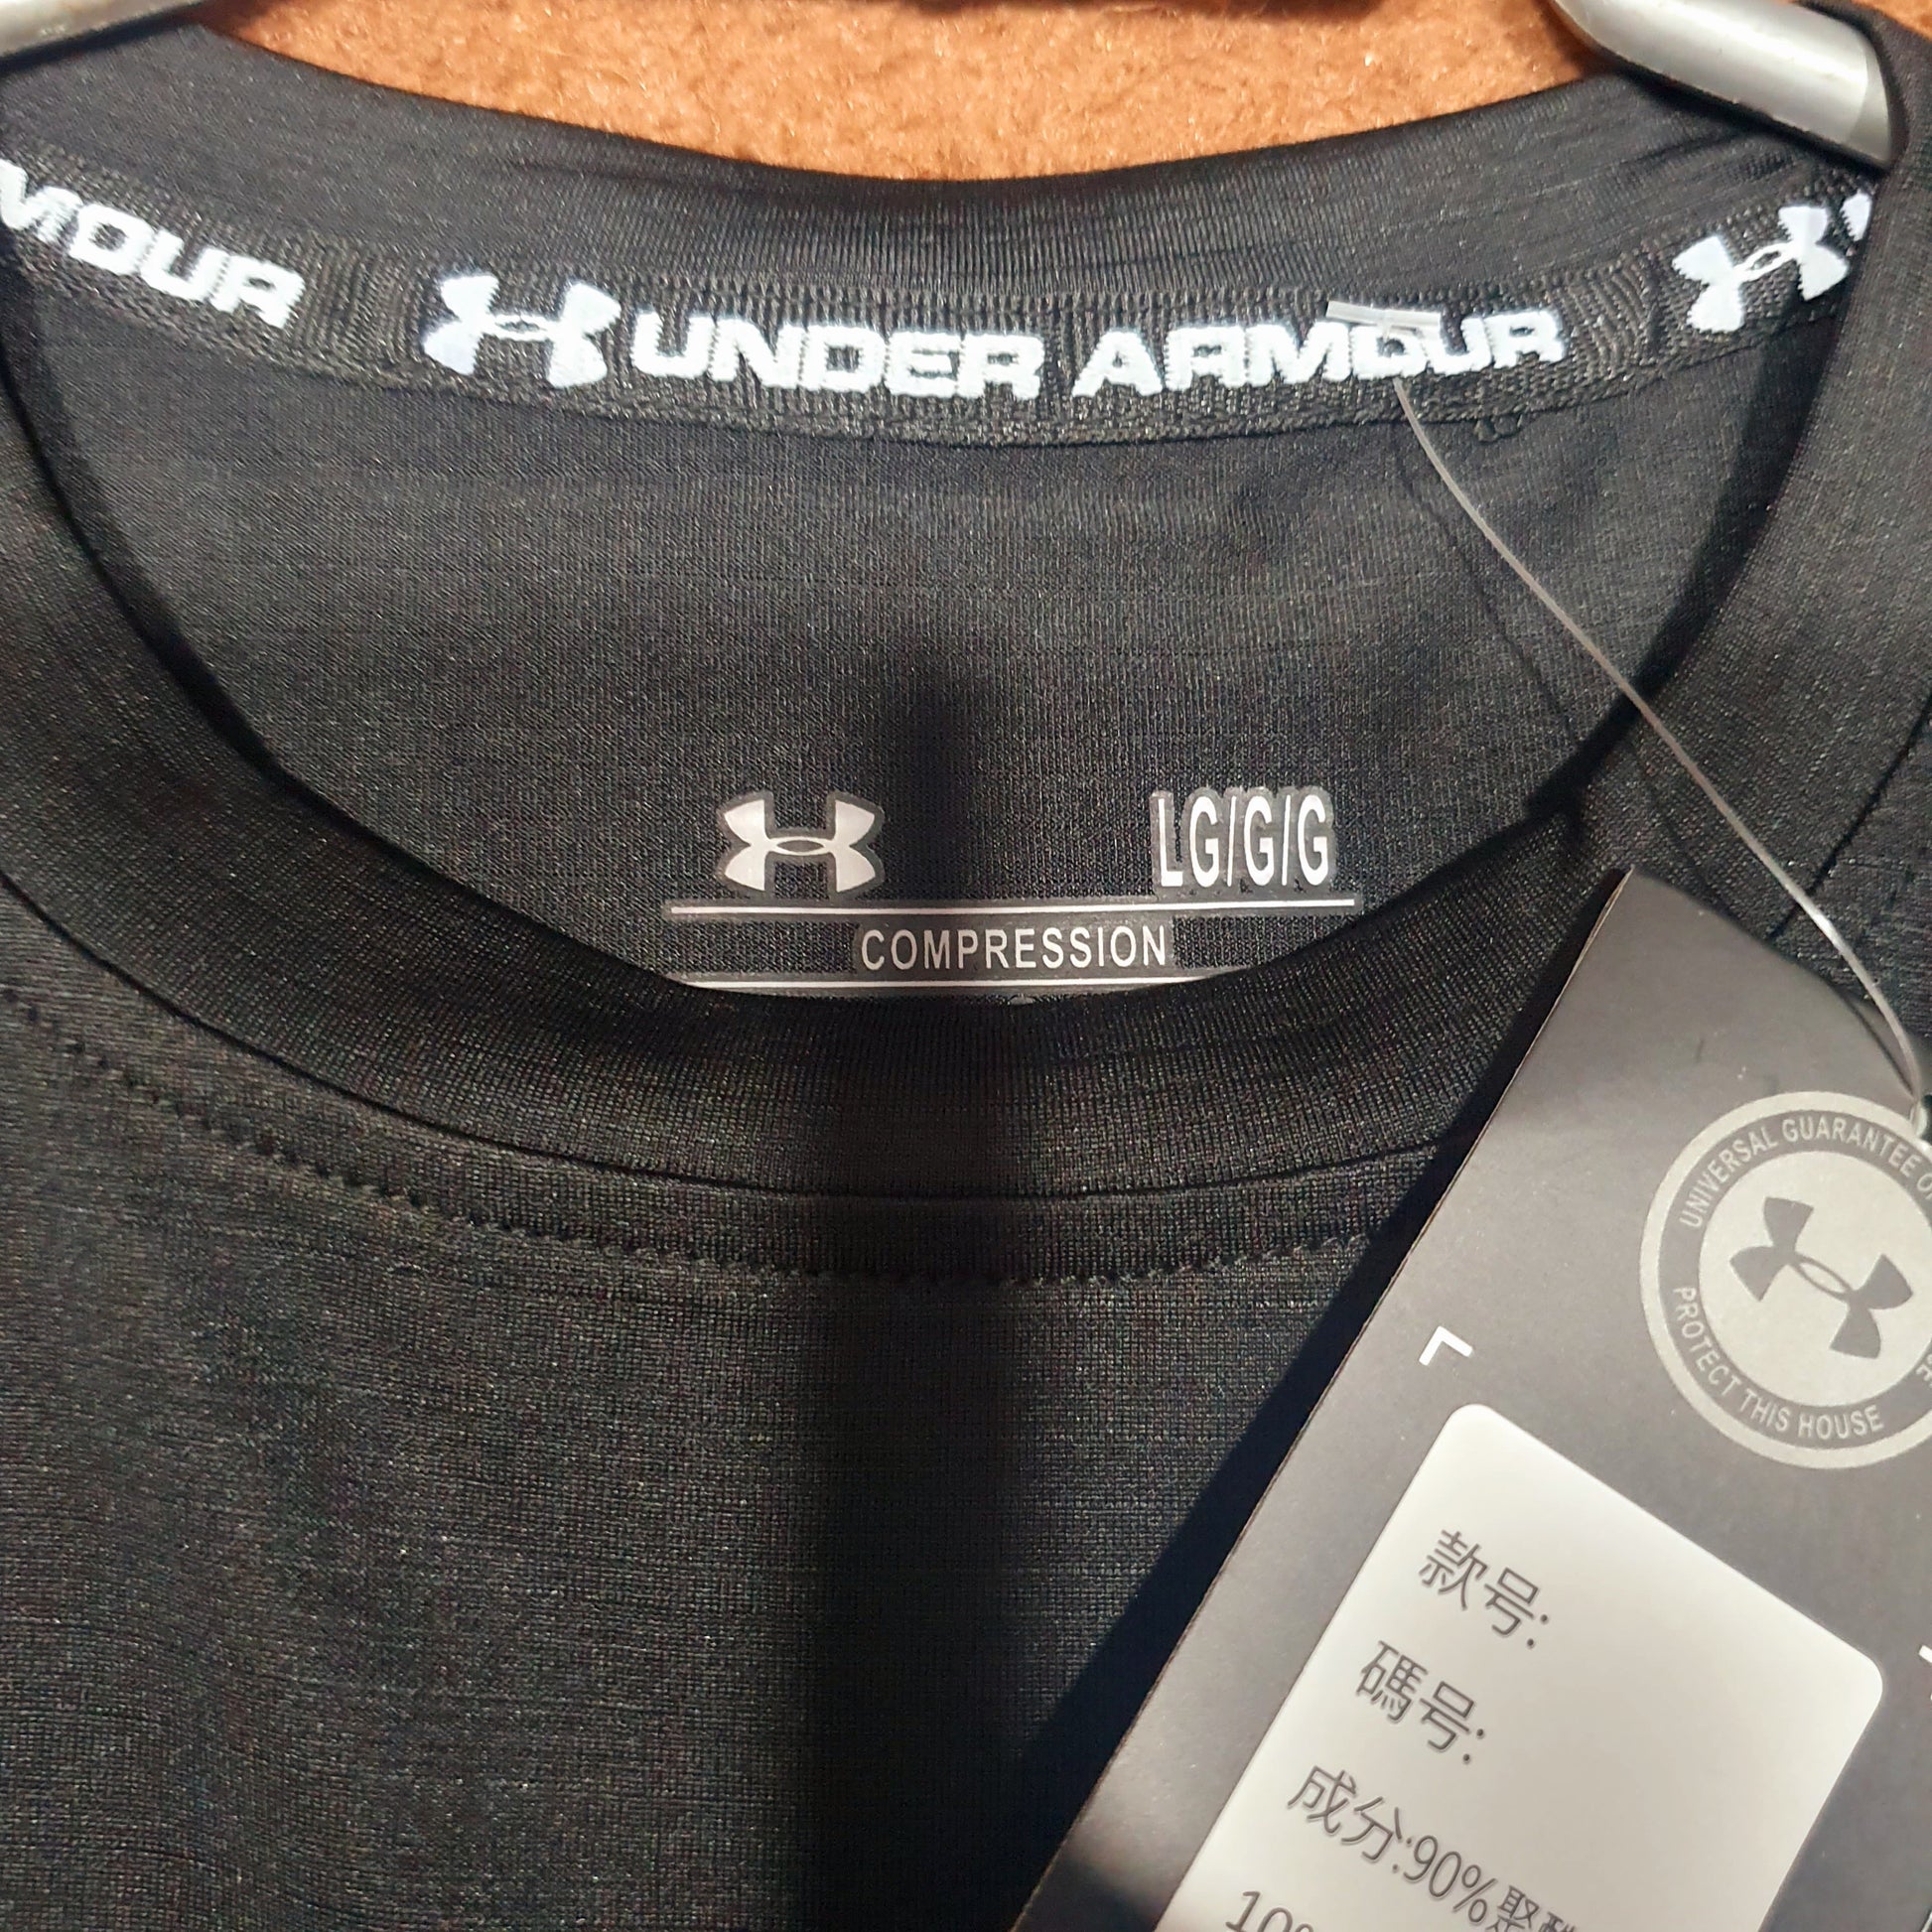 MOUR
UNDER ARMOUR
LG/G/G
COMPRESSION
UNIVERSAL GUARANTEE
PROTECT THIS HOUSE
款号:
碼号:
成分:90%聚